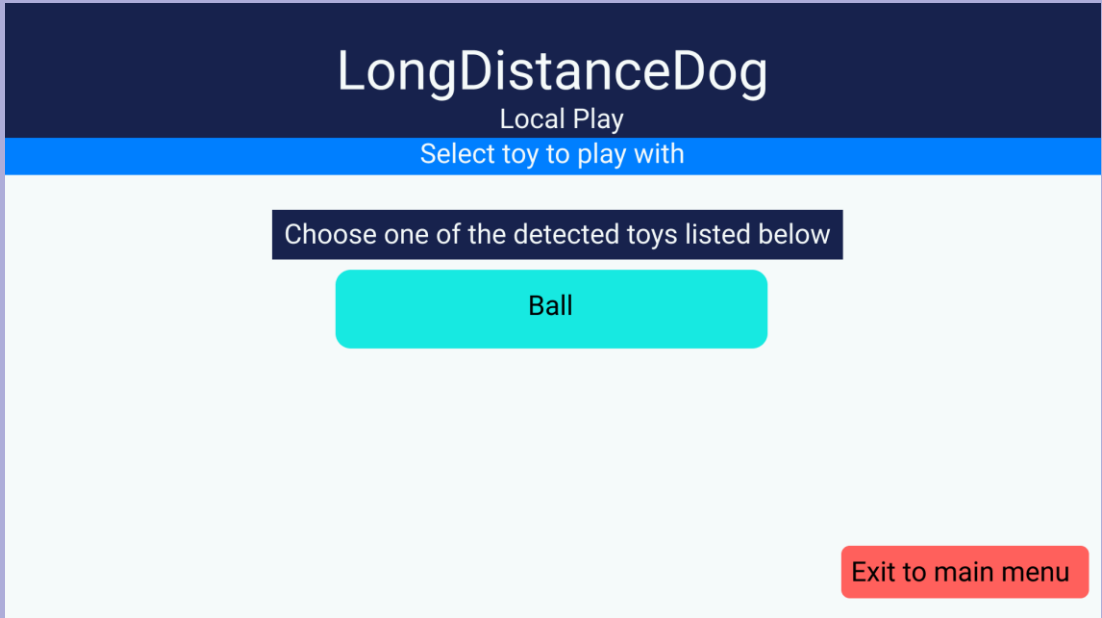 LongDistanceDog
Local Play
Select toy to play with
Choose one of the detected toys listed below
Ball
Exit to main menu